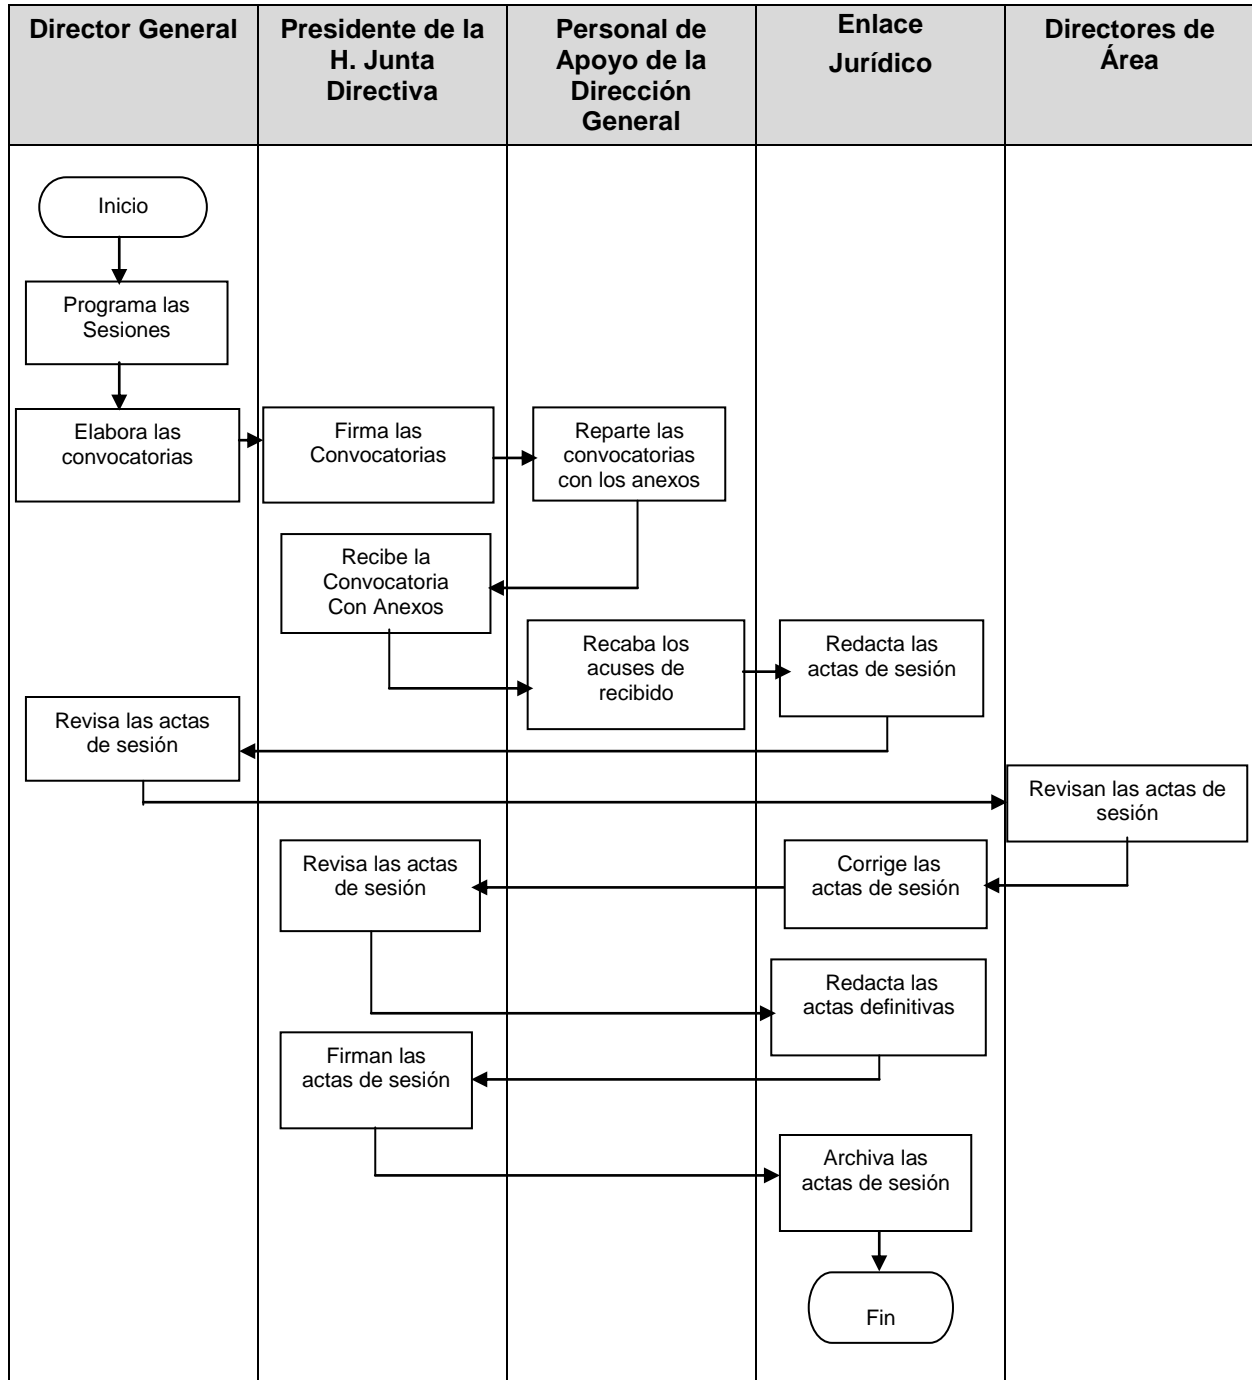 Director General
Presidente de la
H. Junta
Directiva
Personal de
Apoyo de la
Dirección
General
Enlace
Jurídico
Directores de
Área
Inicio
Programa las
Sesiones
Elabora las
convocatorias
Firma las
Convocatorias
Reparte las
convocatorias
con los anexos
Recibe la
Convocatoria
Con Anexos
Recaba los
acuses de
recibido
Redacta las
actas de sesión
Revisa las actas
de sesión
Revisan las actas de
sesión
Corrige las
actas de sesión
Revisa las actas
de sesión
Redacta las
actas definitivas
Firman las
actas de sesión
Archiva las
actas de sesión
Fin